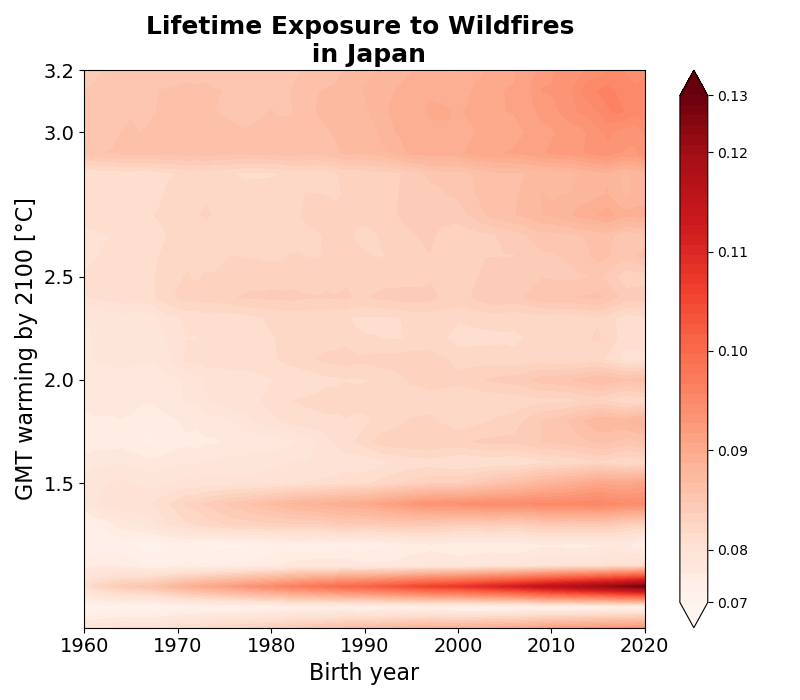 Lifetime Exposure to Wildfires
in Japan
3.2
3.0
2.5
2.0
1.5
GMT warming by 2100 [°C]
1960 1970 1980 1990 2000 2010 2020
Birth year
0.13
0.12
0.11
0.10
0.09
0.08
0.07